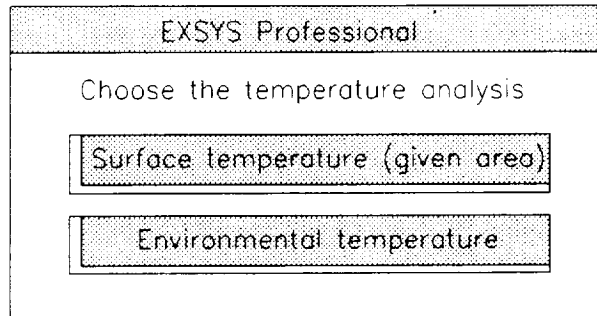 EXSYS Professional
Choose the temperature analysis
Surface temperature (given area)
Environmental temperature